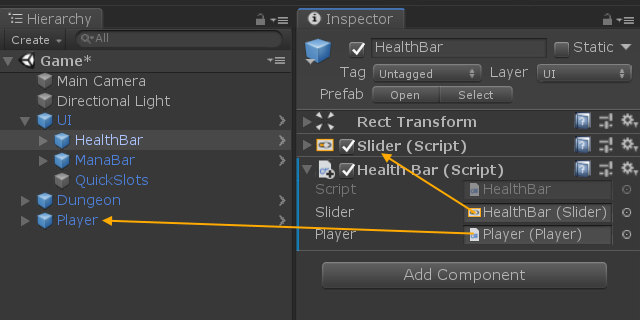 Hierarchy
Create
All
Game*
Main Camera
Directional Light
UI
HealthBar
ManaBar
QuickSlots
Dungeon
Player
Inspector
HealthBar
Static
Tag Untagged Layer UI
Prefab Open Select
Rect Transform
Slider (Script)
Health Bar (Script)
Script HealthBar
Slider HealthBar (Slider)
Player Player (Player)
Add Component